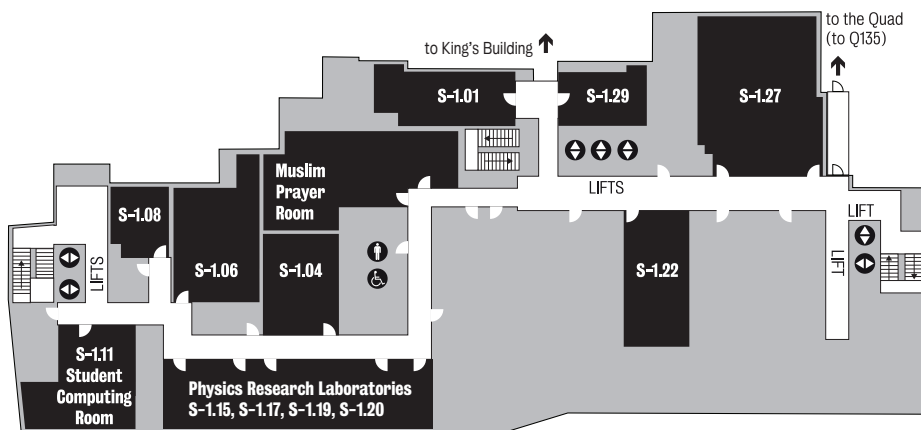 to the Quad
(to Q135)
to King's Building
S-1.01
S-1.29
S-1.27
Muslim
Prayer
Room
LIFTS
S-1.08
LIFT
S-1.06
S-1.04
S-1.22
LIFTS
LIFT
S-1.11
Student
Computing
Room
Physics Research Laboratories
S-1.15, S-1.17, S-1.19, S-1.20